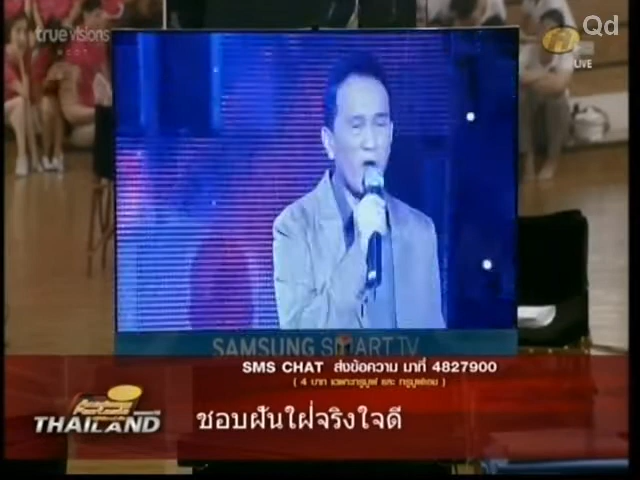 truevisions
Qd
LIVE
SAMSUNG SMART TV
SMS CHAT ส่งข้อความ มาที่ 4827900
( 4 บาท เฉพาะทรูมูฟ และ ทรูมูฟเอช )
THAILAND
ชอบฝันใฝ่จริงใจดี